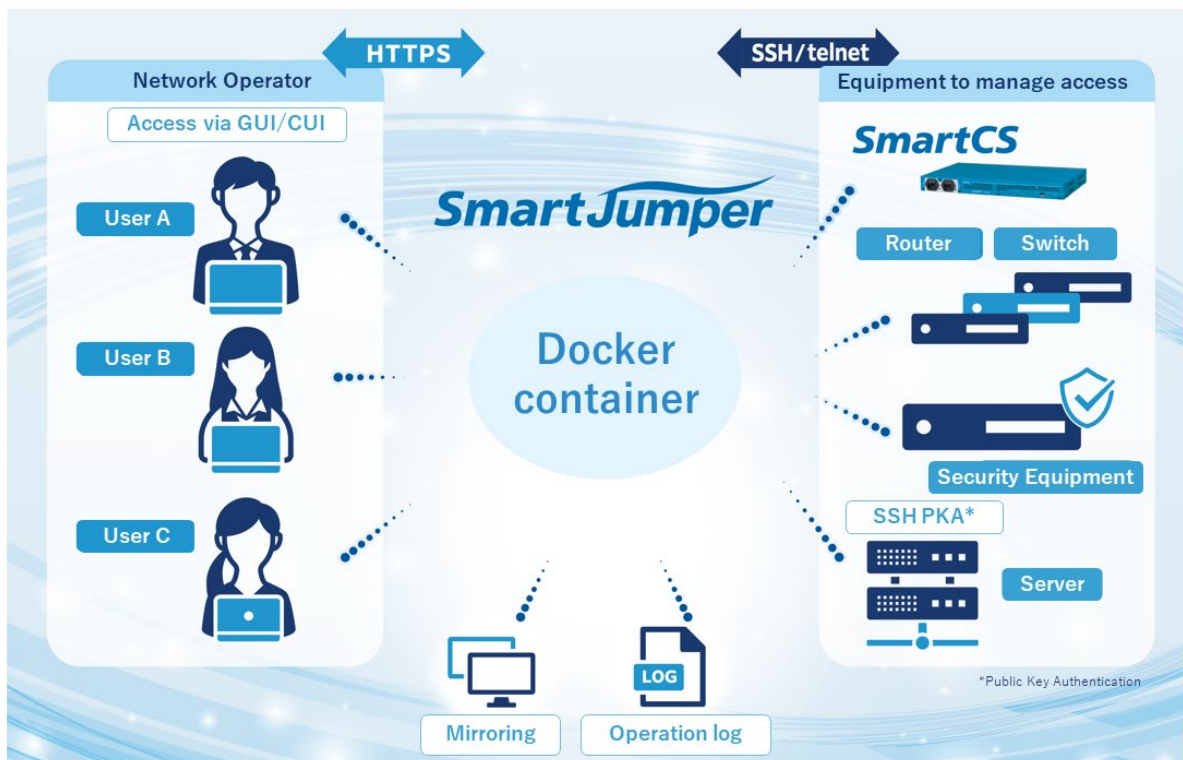 HTTPS
SSH/telnet
Network Operator
Access via GUI/CUI
User A
User B
User C
SmartJumper
Docker
container
Mirroring
LOG
Operation log
Equipment to manage access
SmartCS
Router
Switch
Security Equipment
SSH PKA*
Server
*Public Key Authentication